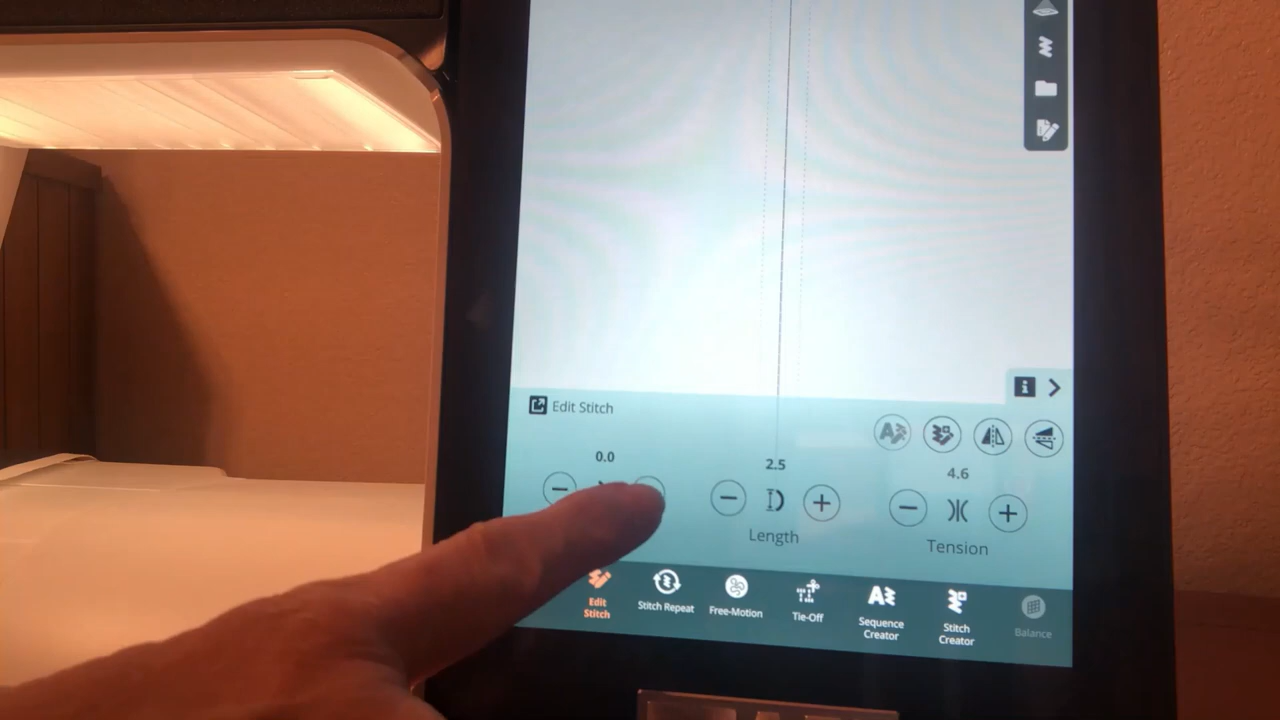 Edit Stitch
0.0
2.5
4.6
Length
Tension
Edit
Stitch
Stitch Repeat
Free-Motion
Tie-Off
Sequence
Creator
Stitch
Creator
Balance